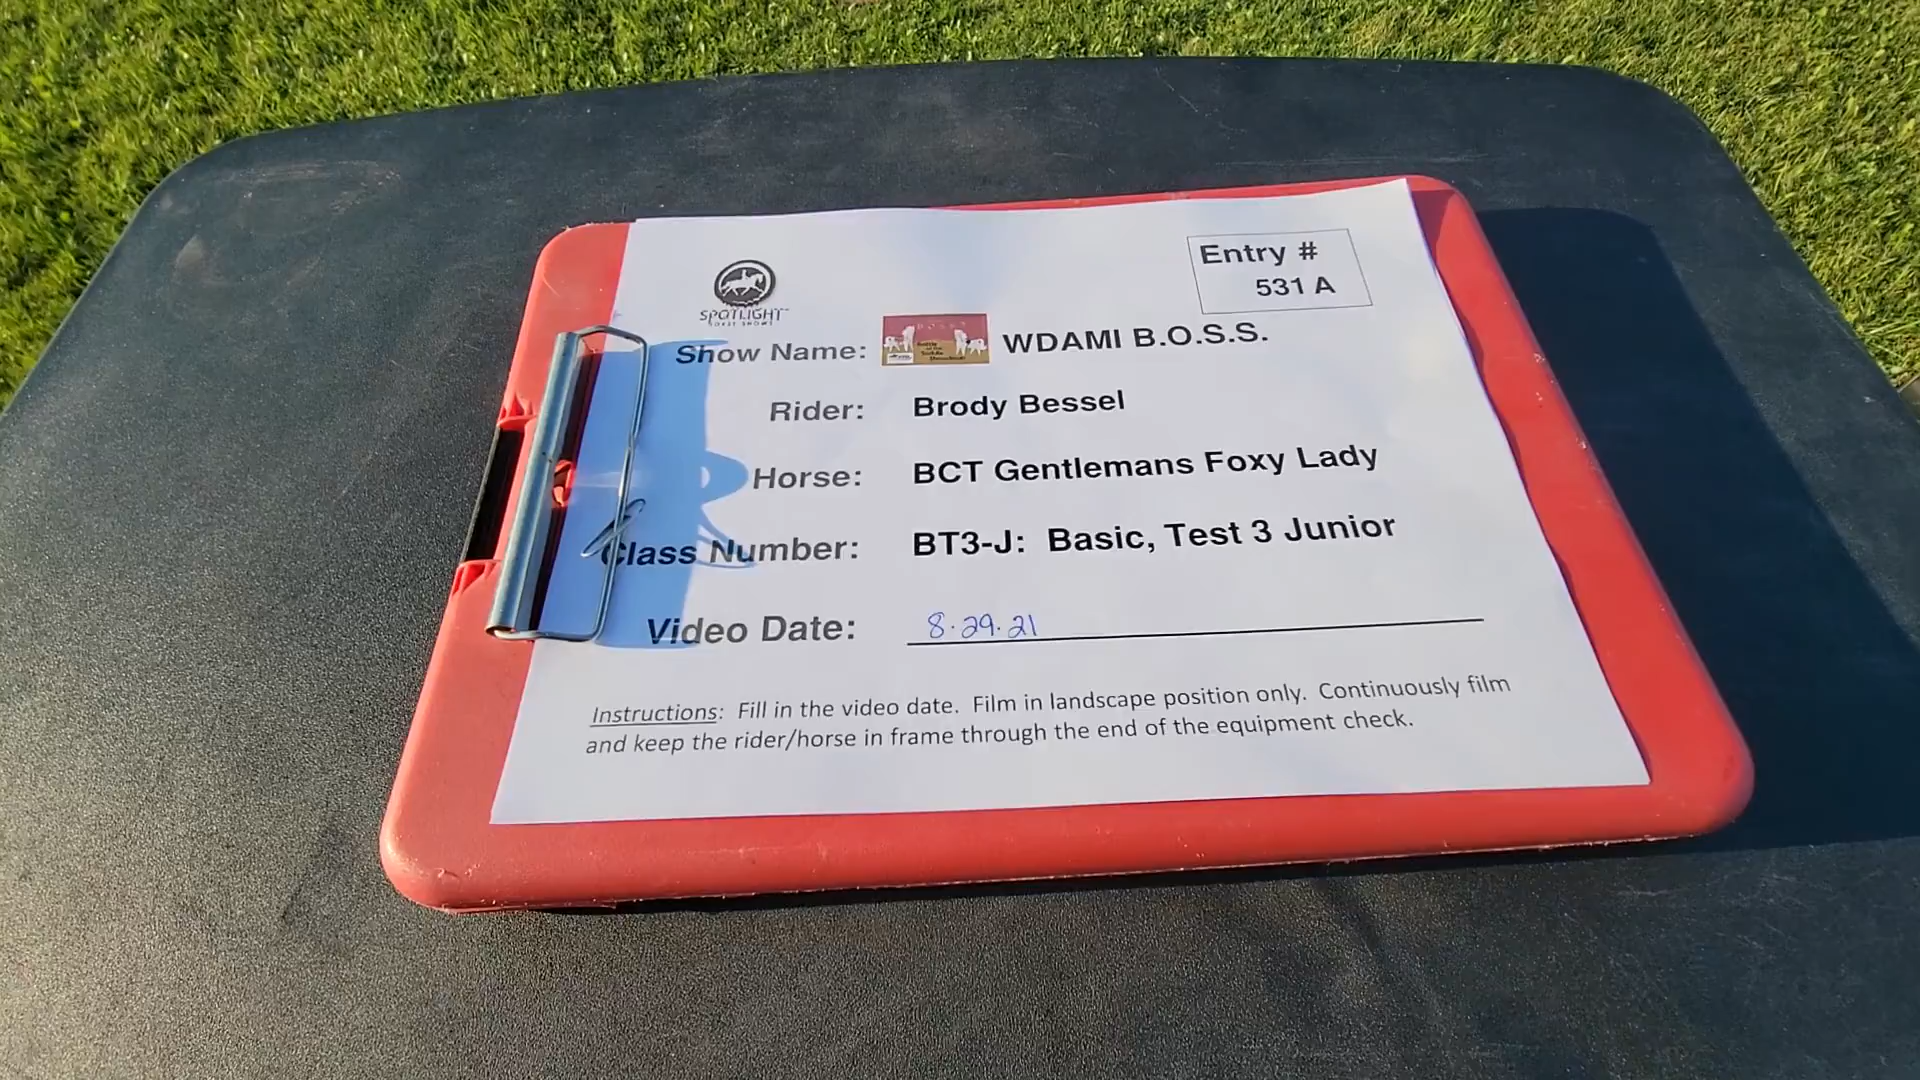 SPOTLIGHT
HORSE SHOWS
Entry #
531 A
Show Name: WDAMI B.O.S.S.
Rider: Brody Bessel
Horse: BCT Gentlemans Foxy Lady
Class Number: BT3-J: Basic, Test 3 Junior
Video Date: 8.29.21
Instructions: Fill in the video date. Film in landscape position only. Continuously film
and keep the rider/horse in frame through the end of the equipment check.